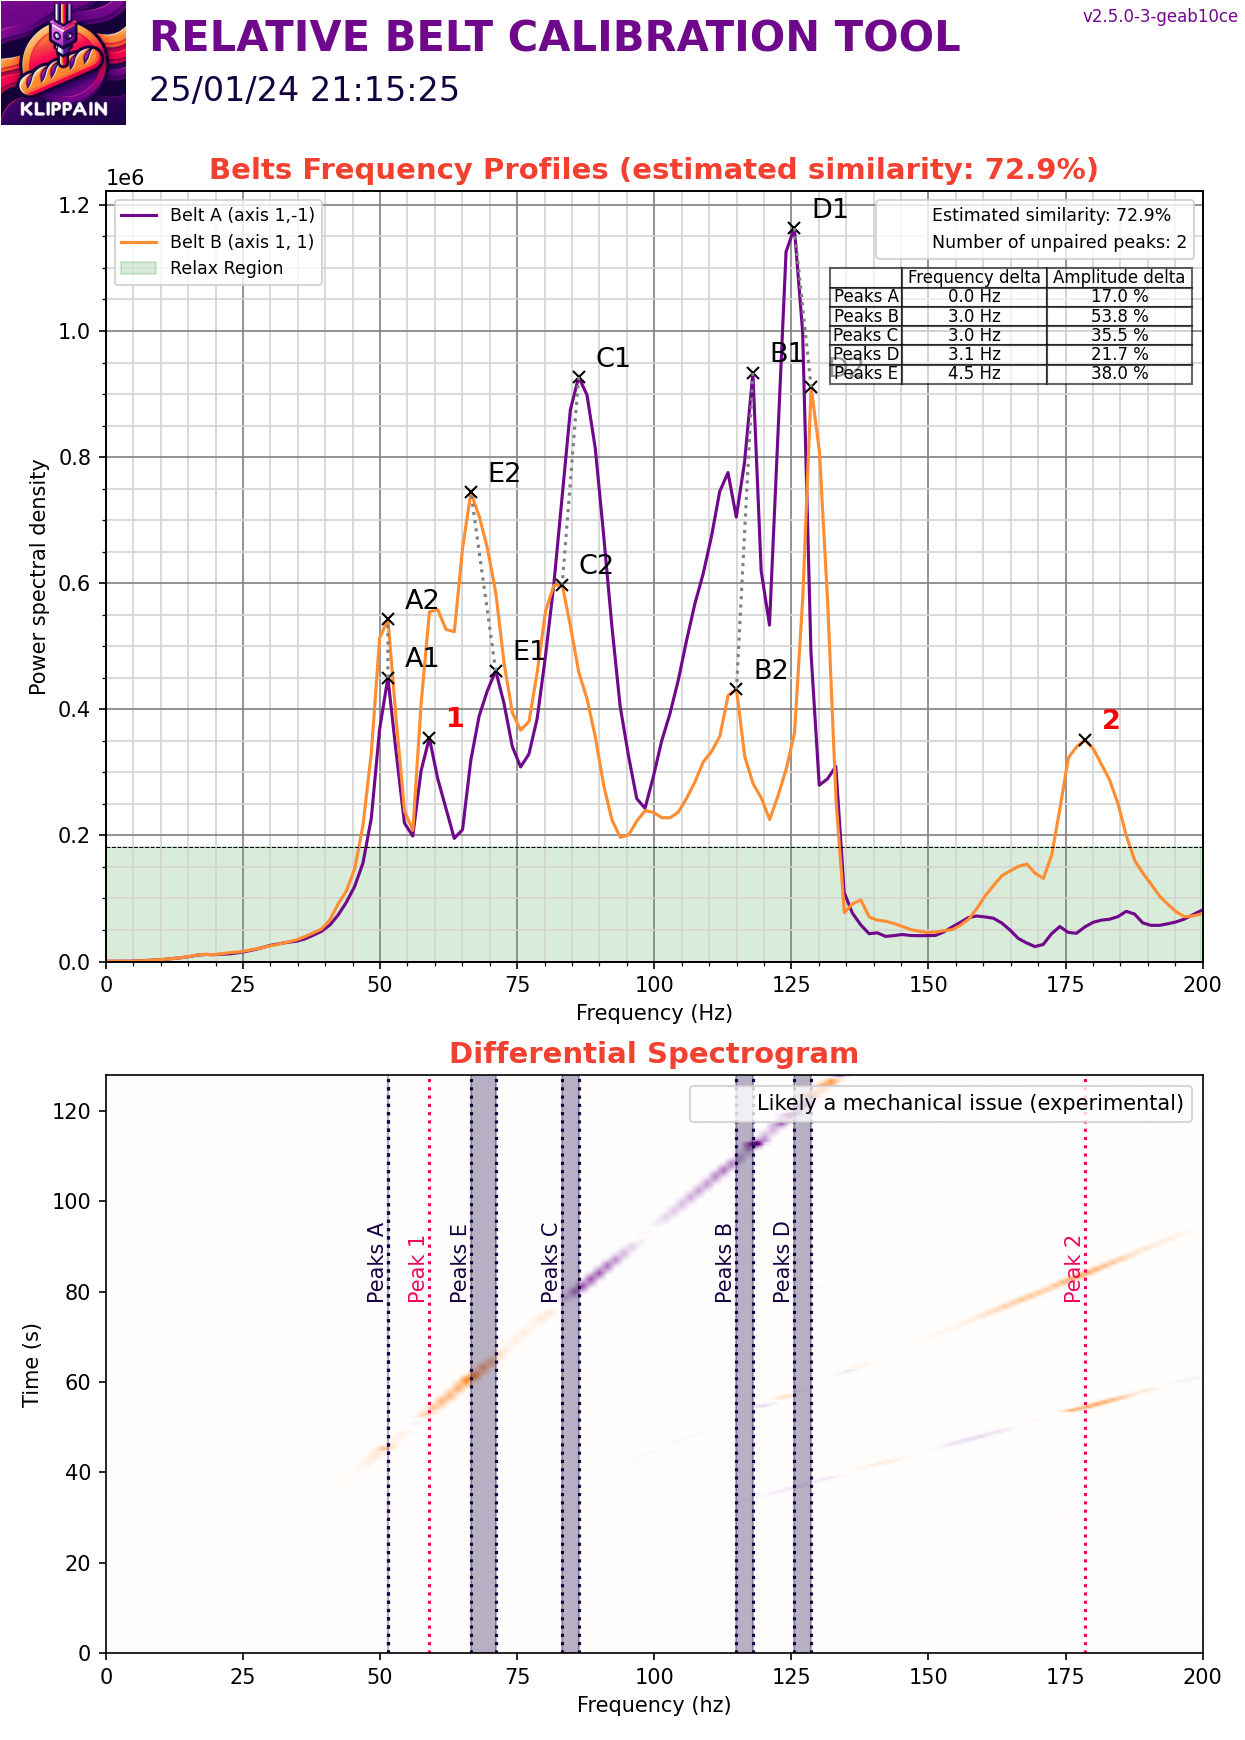 v2.5.0-3-geab10ce
KLIPPAIN
RELATIVE BELT CALIBRATION TOOL
25/01/24 21:15:25
Belts Frequency Profiles (estimated similarity: 72.9%)
1e6
Belt A (axis 1,-1)
Belt B (axis 1, 1)
Relax Region
Estimated similarity: 72.9%
Number of unpaired peaks: 2
Frequency delta Amplitude delta
Peaks A 0.0 Hz 17.0 %
Peaks B 3.0 Hz 53.8 %
Peaks C 3.0 Hz 35.5 %
Peaks D 3.1 Hz 21.7 %
Peaks E 4.5 Hz 38.0 %
D1
D2
B1
C1
E2
C2
A2
A1
E1
B2
1
2
1.2
1.0
0.8
0.6
0.4
0.2
0.0
Power spectral density
0 25 50 75 100 125 150 175 200
Frequency (Hz)
Differential Spectrogram
Likely a mechanical issue (experimental)
Peaks A
Peak 1
Peaks E
Peaks C
Peaks B
Peaks D
Peak 2
120
100
80
60
40
20
0
Time (s)
0 25 50 75 100 125 150 175 200
Frequency (hz)